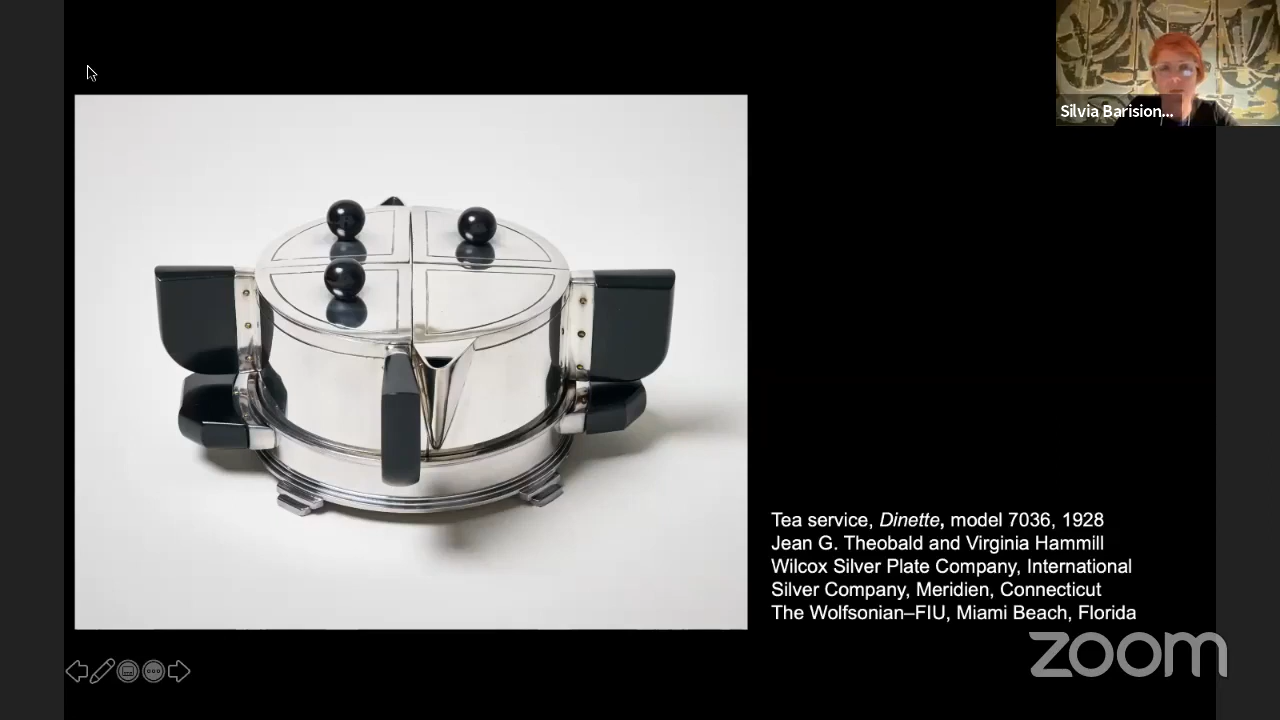 Silvia Barision...
Tea service, Dinette, model 7036, 1928
Jean G. Theobald and Virginia Hammill
Wilcox Silver Plate Company, International
Silver Company, Meridien, Connecticut
The Wolfsonian–FIU, Miami Beach, Florida
zoom